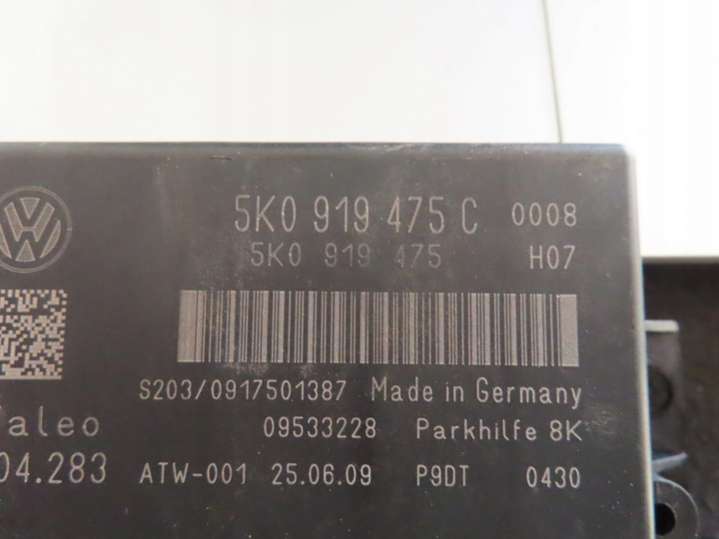 5K0 919 475 C 0008
5K0 919 475 H07
S203/0917501387 Made in Germany
aleo 09533228 Parkhilfe 8K
04.283 ATW-001 25.06.09 P9DT 0430